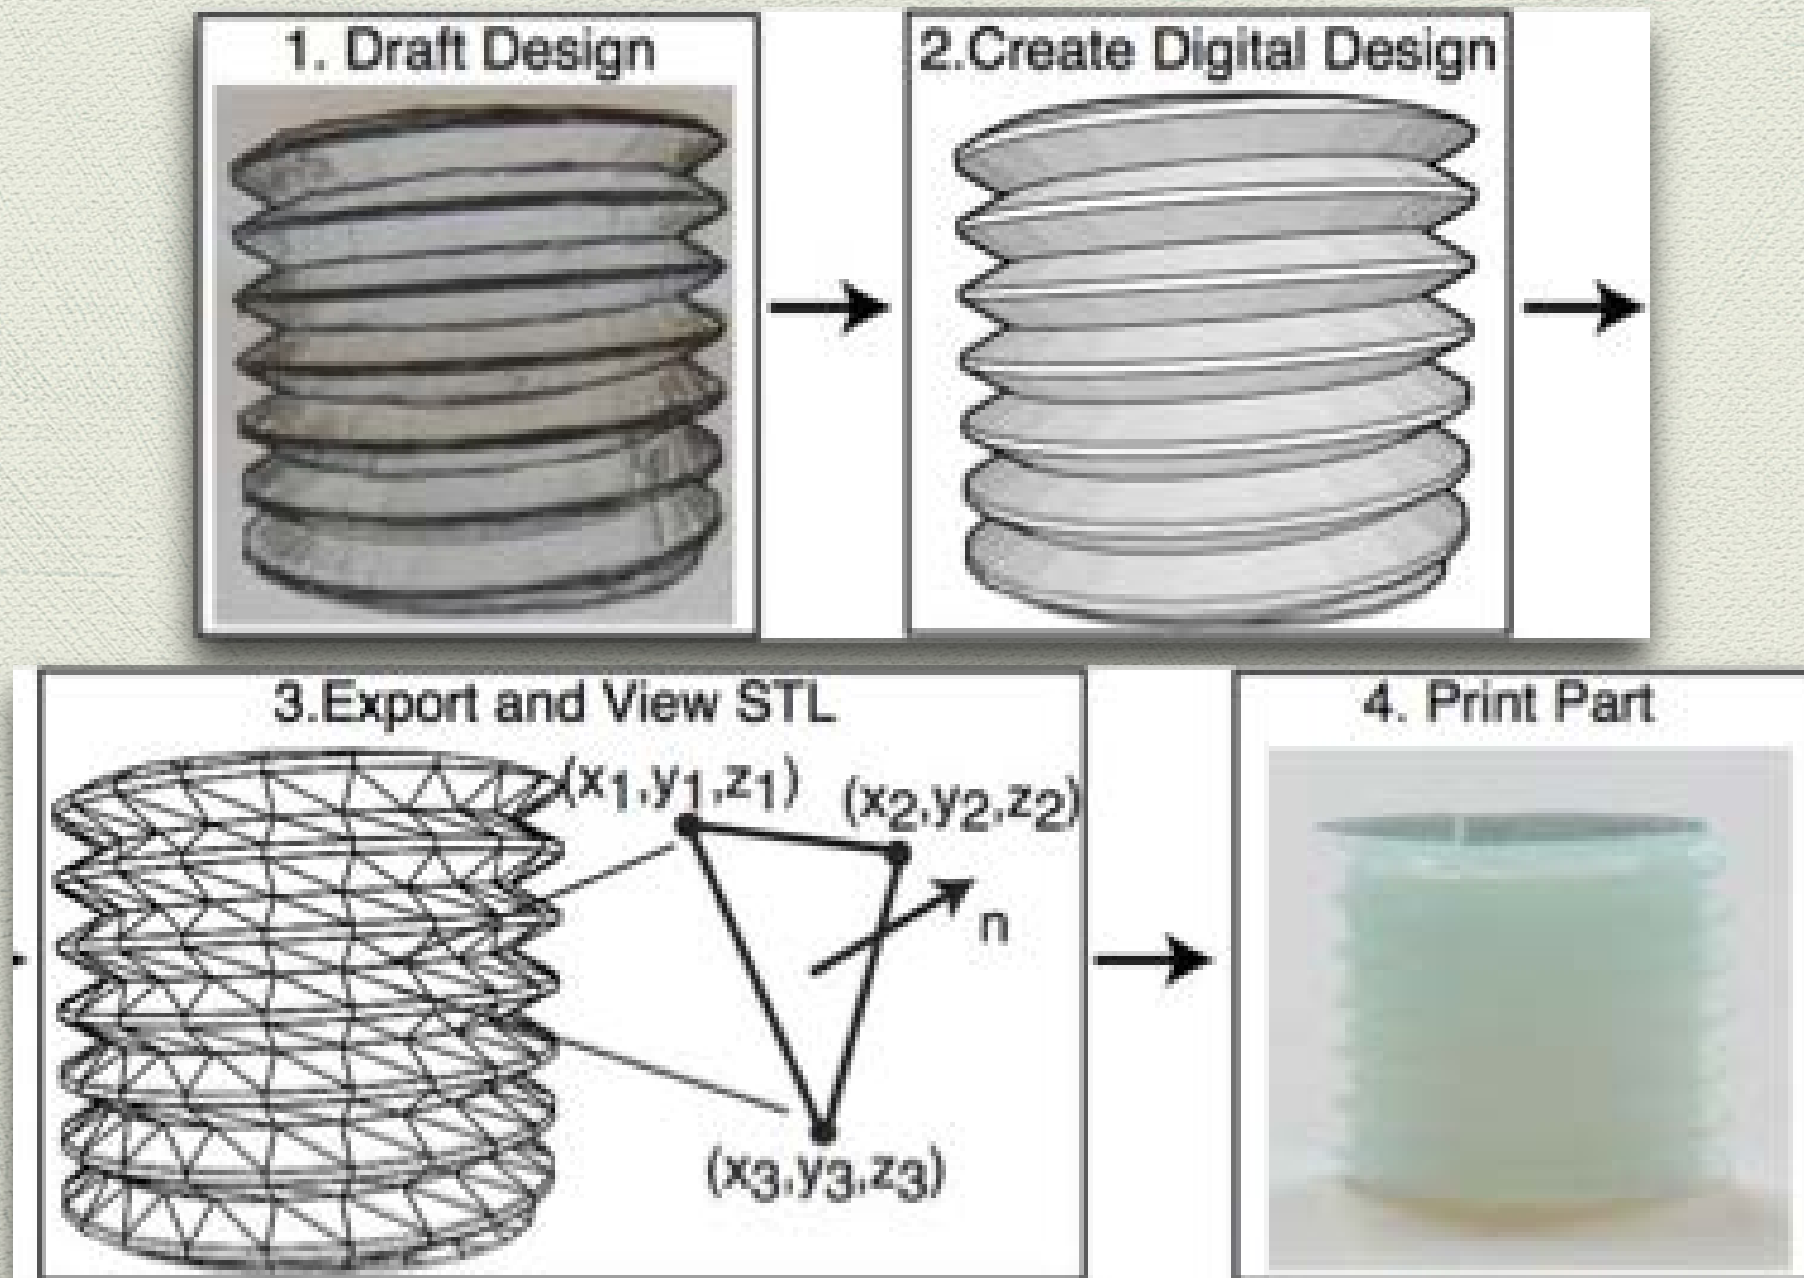 1. Draft Design
2.Create Digital Design
3.Export and View STL
(x1,y1,z1)
(x2,y2,z2)
n
(x3,y3,z3)
4. Print Part